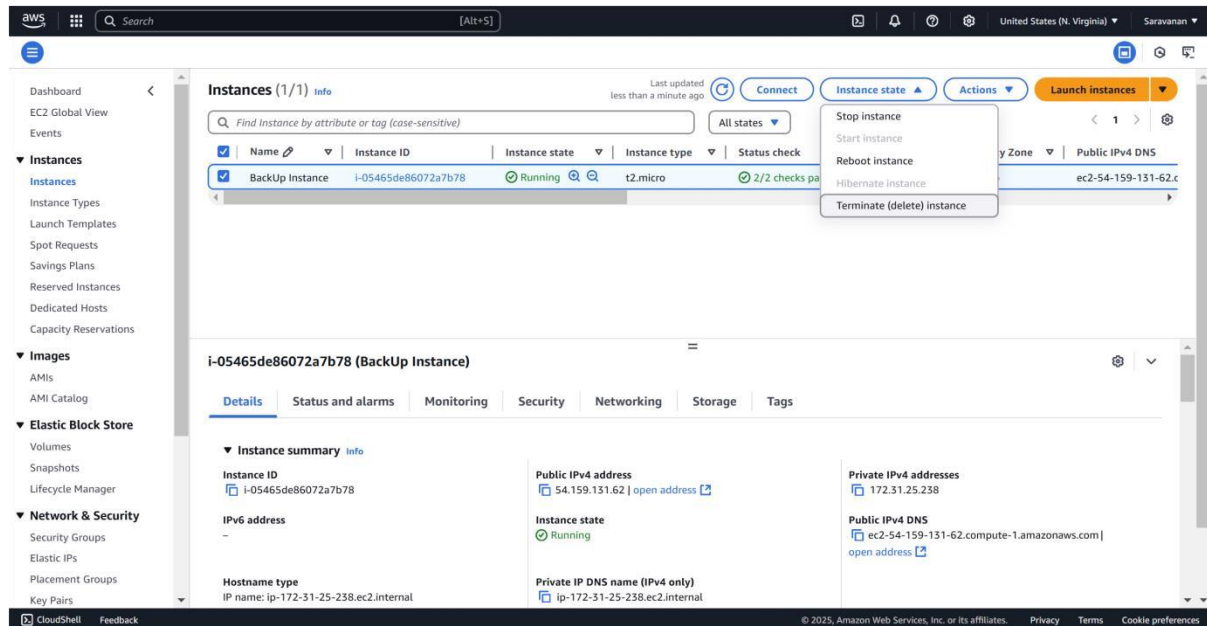 aws
Search [Alt+S]
United States (N. Virginia)
Saravanan
Dashboard
EC2 Global View
Events
Instances
Instances
Instance Types
Launch Templates
Spot Requests
Savings Plans
Reserved Instances
Dedicated Hosts
Capacity Reservations
Images
AMIs
AMI Catalog
Elastic Block Store
Volumes
Snapshots
Lifecycle Manager
Network & Security
Security Groups
Elastic IPs
Placement Groups
Key Pairs
Instances (1/1) Info
Last updated
less than a minute ago
Connect
Instance state
Actions
Launch instances
Find Instance by attribute or tag (case-sensitive)
All states
1
Stop instance
Start instance
Reboot instance
Hibernate instance
Terminate (delete) instance
Name Instance ID Instance state Instance type Status check y Zone Public IPv4 DNS
BackUp Instance i-05465de86072a7b78 Running t2.micro 2/2 checks pa ec2-54-159-131-62.c
i-05465de86072a7b78 (BackUp Instance)
Details Status and alarms Monitoring Security Networking Storage Tags
Instance summary Info
Instance ID
i-05465de86072a7b78
Public IPv4 address
54.159.131.62 | open address
Private IPv4 addresses
172.31.25.238
IPv6 address
–
Instance state
Running
Public IPv4 DNS
ec2-54-159-131-62.compute-1.amazonaws.com |
open address
Hostname type
IP name: ip-172-31-25-238.ec2.internal
Private IP DNS name (IPv4 only)
ip-172-31-25-238.ec2.internal
CloudShell Feedback © 2025, Amazon Web Services, Inc. or its affiliates. Privacy Terms Cookie preferences